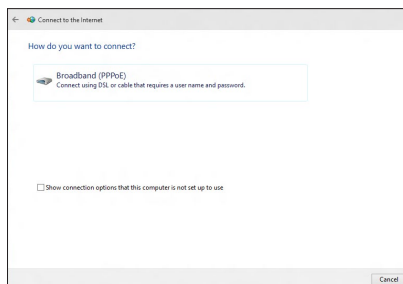 Connect to the Internet
How do you want to connect?
Broadband (PPPoE)
Connect using DSL or cable that requires a user name and password.
Show connection options that this computer is not set up to use
Cancel